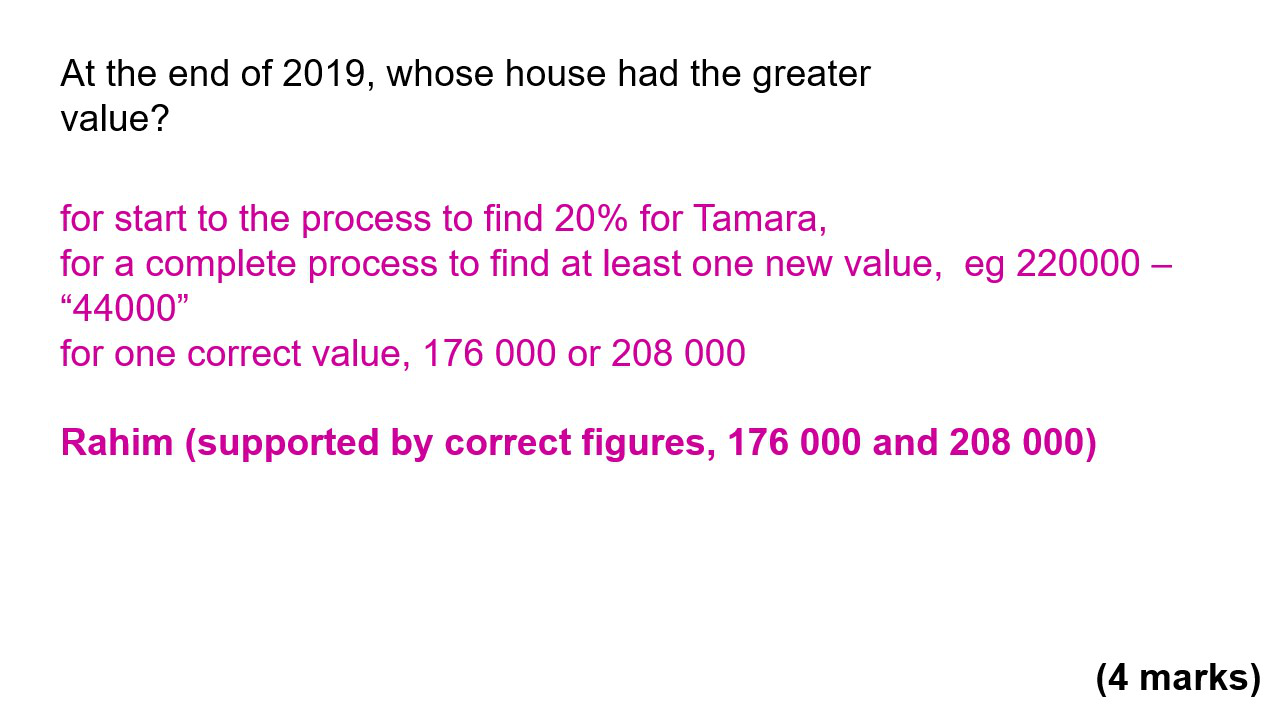 At the end of 2019, whose house had the greater
value?
for start to the process to find 20% for Tamara,
for a complete process to find at least one new value,  eg 220000 –
“44000”
for one correct value, 176 000 or 208 000
Rahim (supported by correct figures, 176 000 and 208 000)
(4 marks)